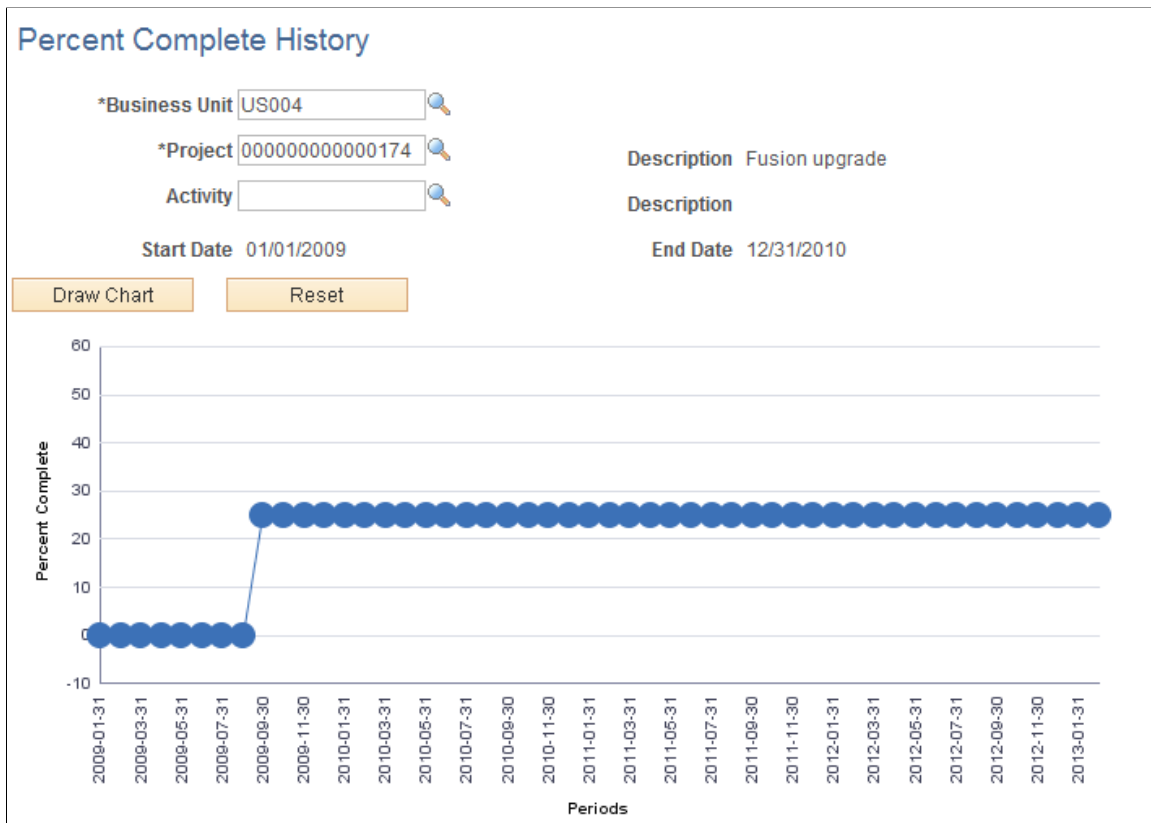 Percent Complete History
*Business Unit US004
*Project 000000000000174
Description Fusion upgrade
Activity
Description
Start Date 01/01/2009
End Date 12/31/2010
Draw Chart
Reset
60
50
40
30
20
10
0
-10
Percent Complete
2009-01-31
2009-03-31
2009-05-31
2009-07-31
2009-09-30
2009-11-30
2010-01-31
2010-03-31
2010-05-31
2010-07-31
2010-09-30
2010-11-30
2011-01-31
2011-03-31
2011-05-31
2011-07-31
2011-09-30
2011-11-30
2012-01-31
2012-03-31
2012-05-31
2012-07-31
2012-09-30
2012-11-30
2013-01-31
Periods